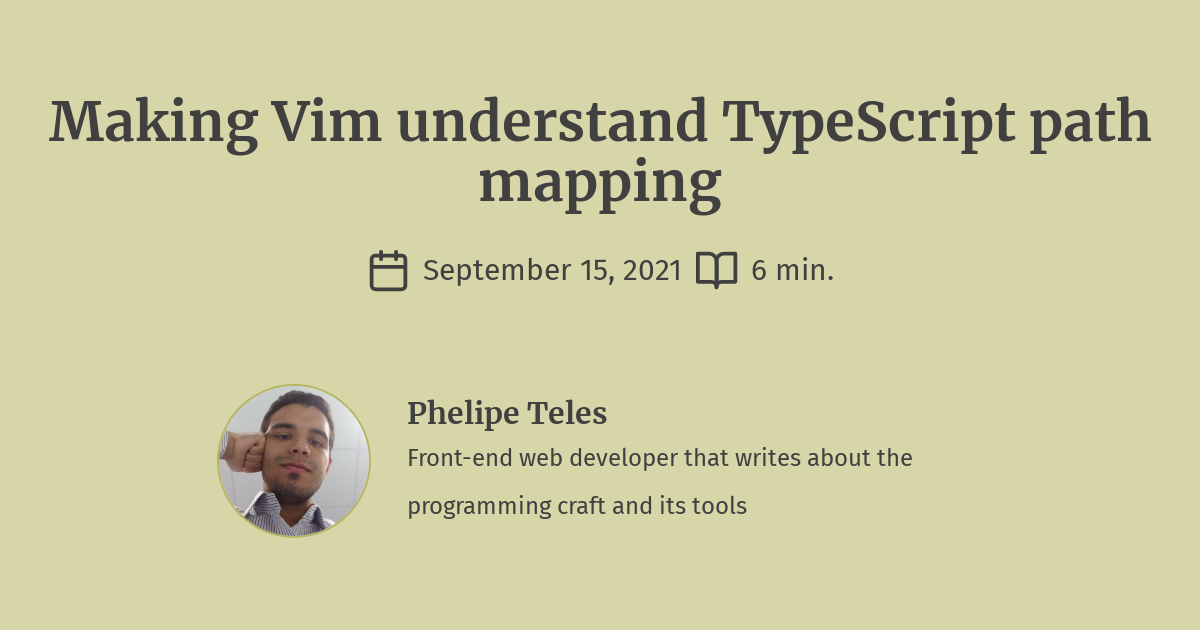 Making Vim understand TypeScript path
mapping
September 15, 2021 6 min.
Phelipe Teles
Front-end web developer that writes about the
programming craft and its tools